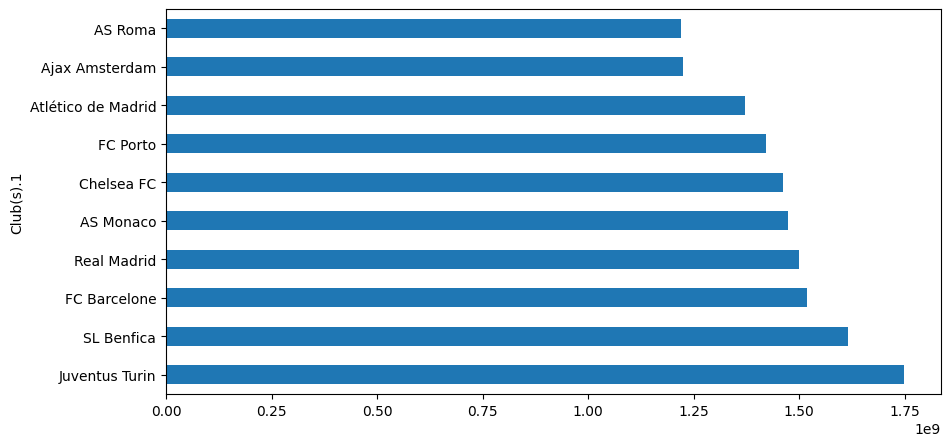 AS Roma
Ajax Amsterdam
Atlético de Madrid
FC Porto
Chelsea FC
AS Monaco
Real Madrid
FC Barcelone
SL Benfica
Juventus Turin
Club(s).1
0.00 0.25 0.50 0.75 1.00 1.25 1.50 1.75
1e9